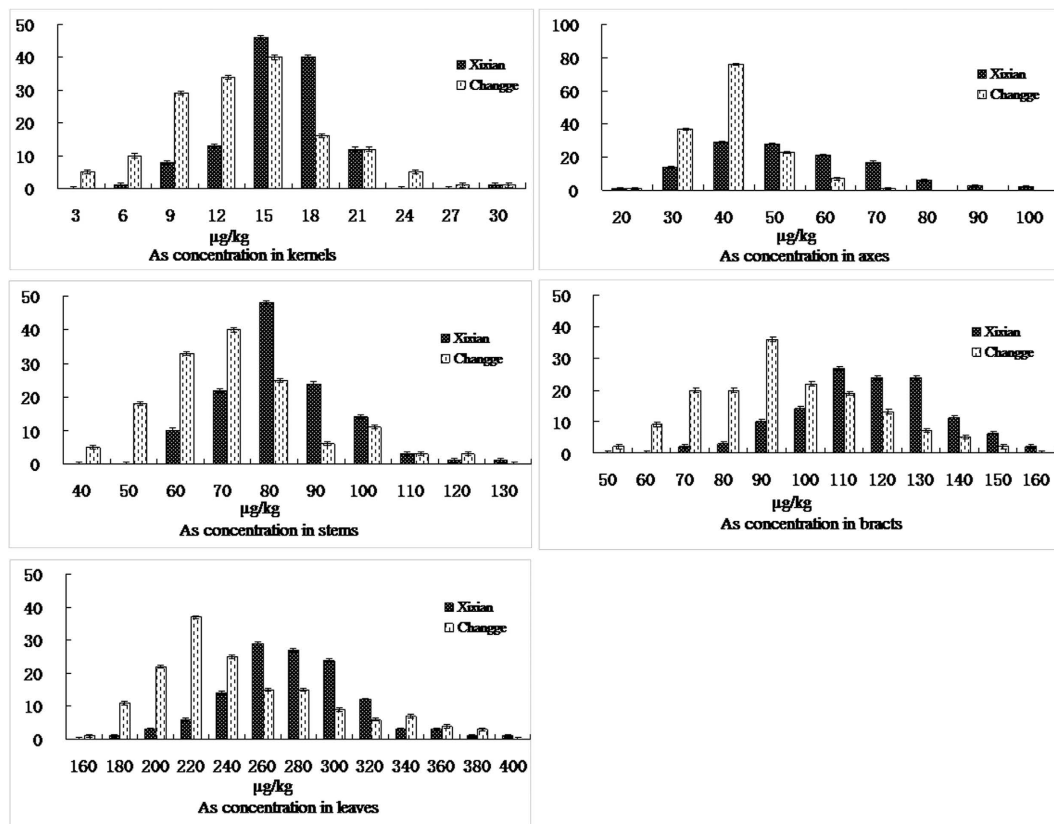 50
40
30
20
10
0
Xixian
Changge
3 6 9 12 15 18 21 24 27 30
μg/kg
As concentration in kernels
100
80
60
40
20
0
Xixian
Changge
20 30 40 50 60 70 80 90 100
μg/kg
As concentration in axes
50
40
30
20
10
0
Xixian
Changge
40 50 60 70 80 90 100 110 120 130
μg/kg
As concentration in stems
50
40
30
20
10
0
Xixian
Changge
50 60 70 80 90 100 110 120 130 140 150 160
μg/kg
As concentration in bracts
50
40
30
20
10
0
Xixian
Changge
160 180 200 220 240 260 280 300 320 340 360 380 400
μg/kg
As concentration in leaves